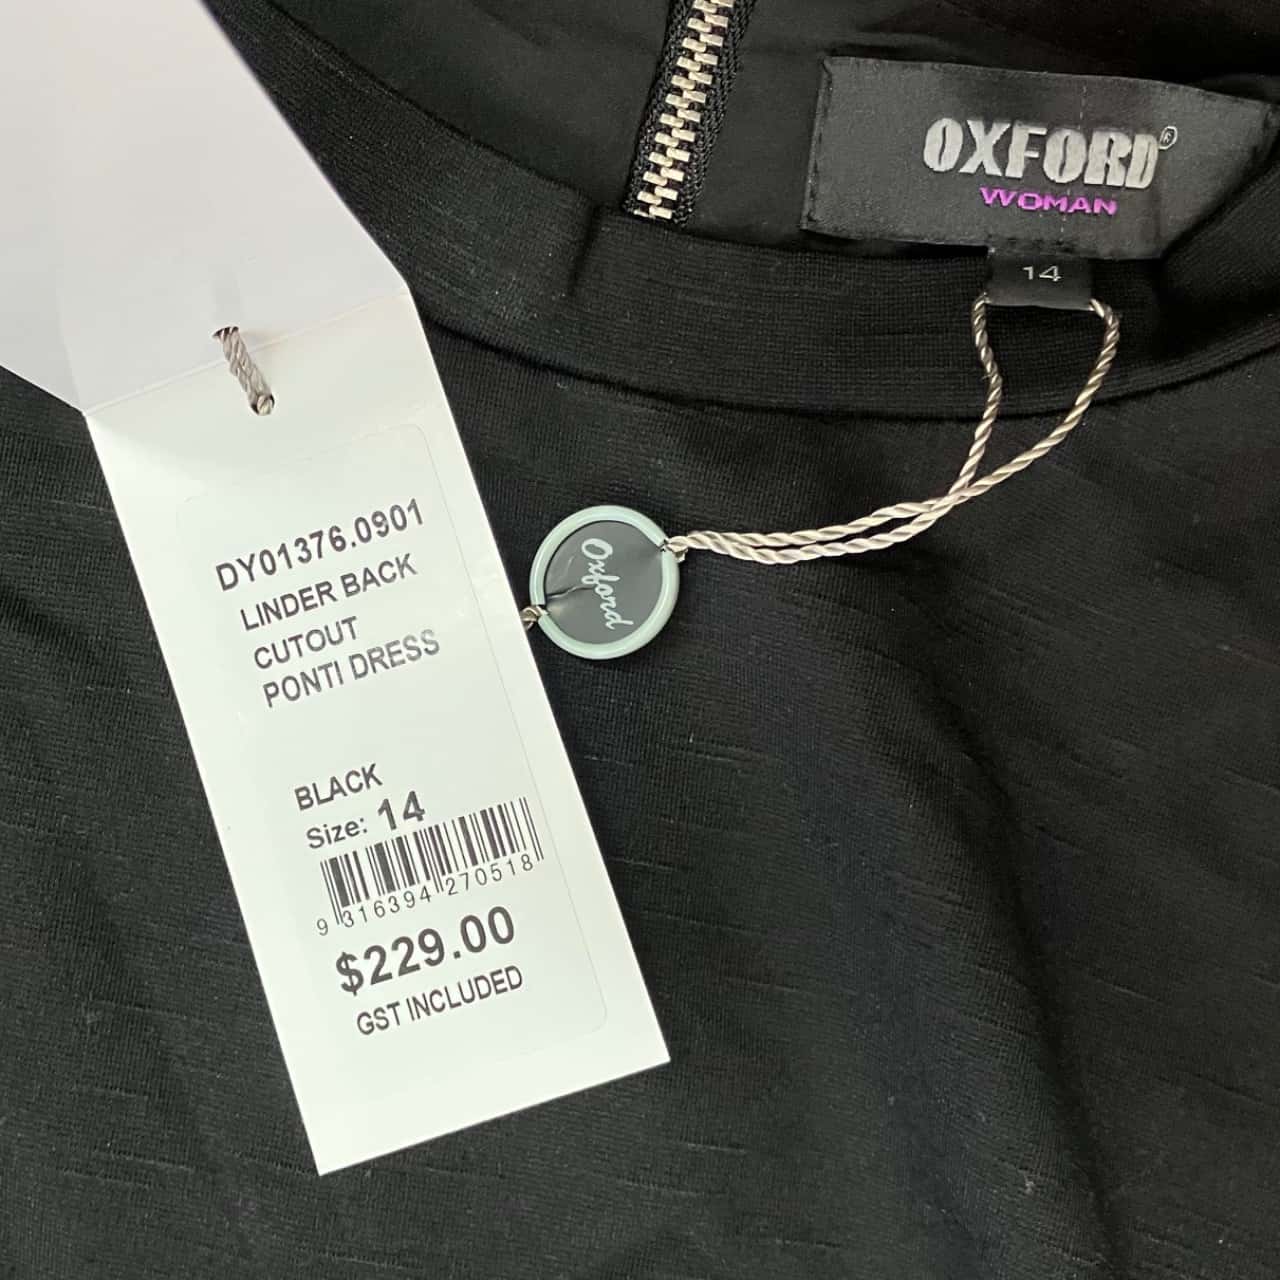 OXFORD®
WOMAN
14
Oxford
DY01376.0901
LINDER BACK
CUTOUT
PONTI DRESS
BLACK
Size: 14
9 316394 270518
$229.00
GST INCLUDED